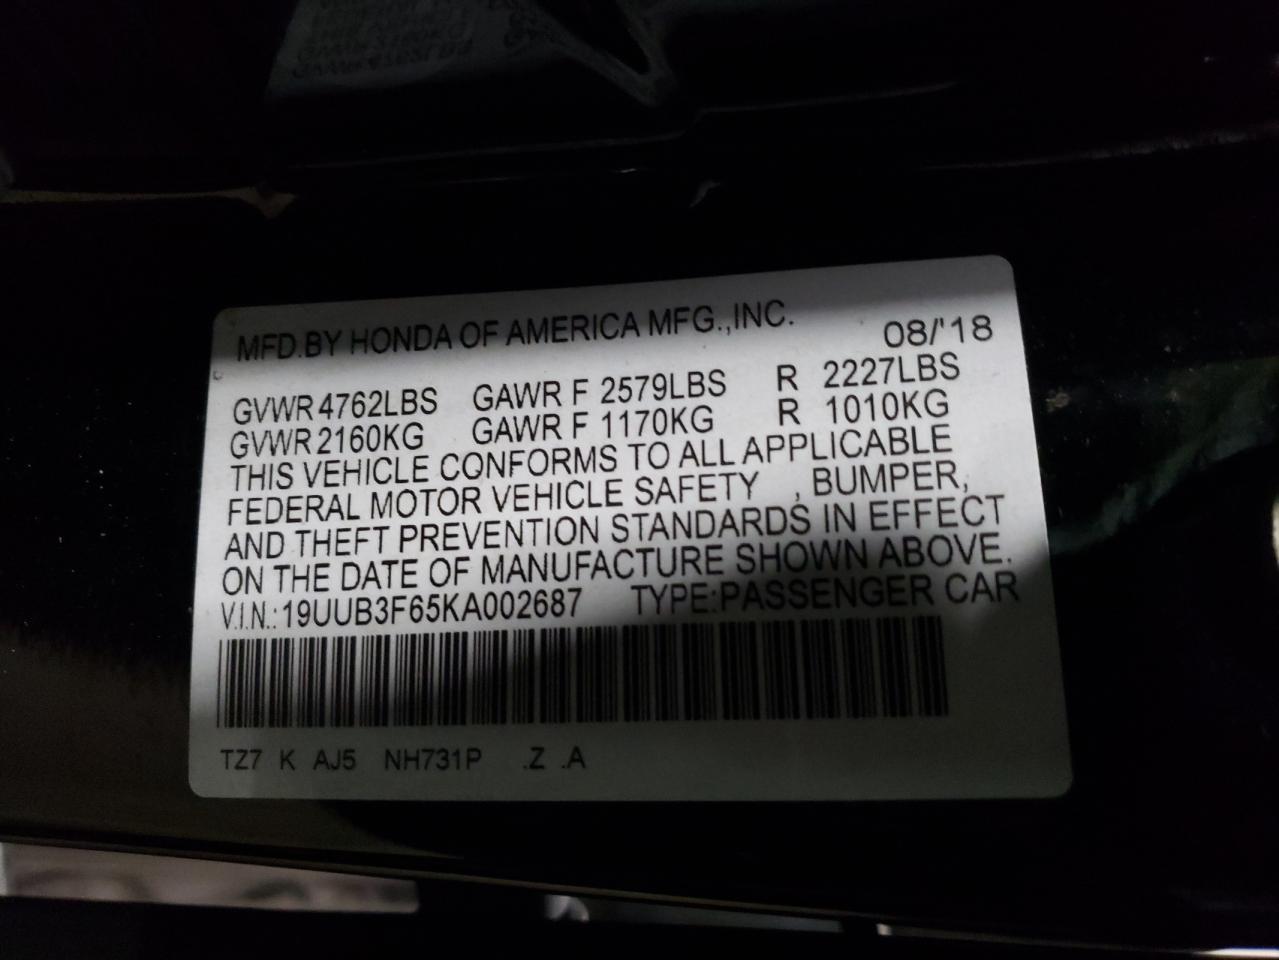 MFD.BY HONDA OF AMERICA MFG.,INC.
08/'18
GVWR 4762LBS GAWR F 2579LBS R 2227LBS
GVWR 2160KG GAWR F 1170KG R 1010KG
THIS VEHICLE CONFORMS TO ALL APPLICABLE
FEDERAL MOTOR VEHICLE SAFETY , BUMPER,
AND THEFT PREVENTION STANDARDS IN EFFECT
ON THE DATE OF MANUFACTURE SHOWN ABOVE.
V.I.N.: 19UUB3F65KA002687 TYPE:PASSENGER CAR
TZ7 K AJ5 NH731P .Z .A